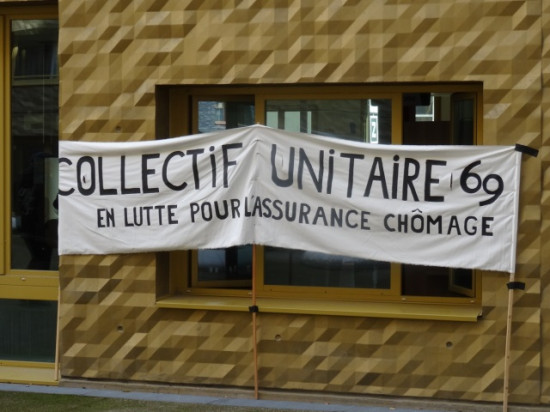 COLLECTIF UNITAIRE 69
EN LUTTE POUR L'ASSURANCE CHÔMAGE